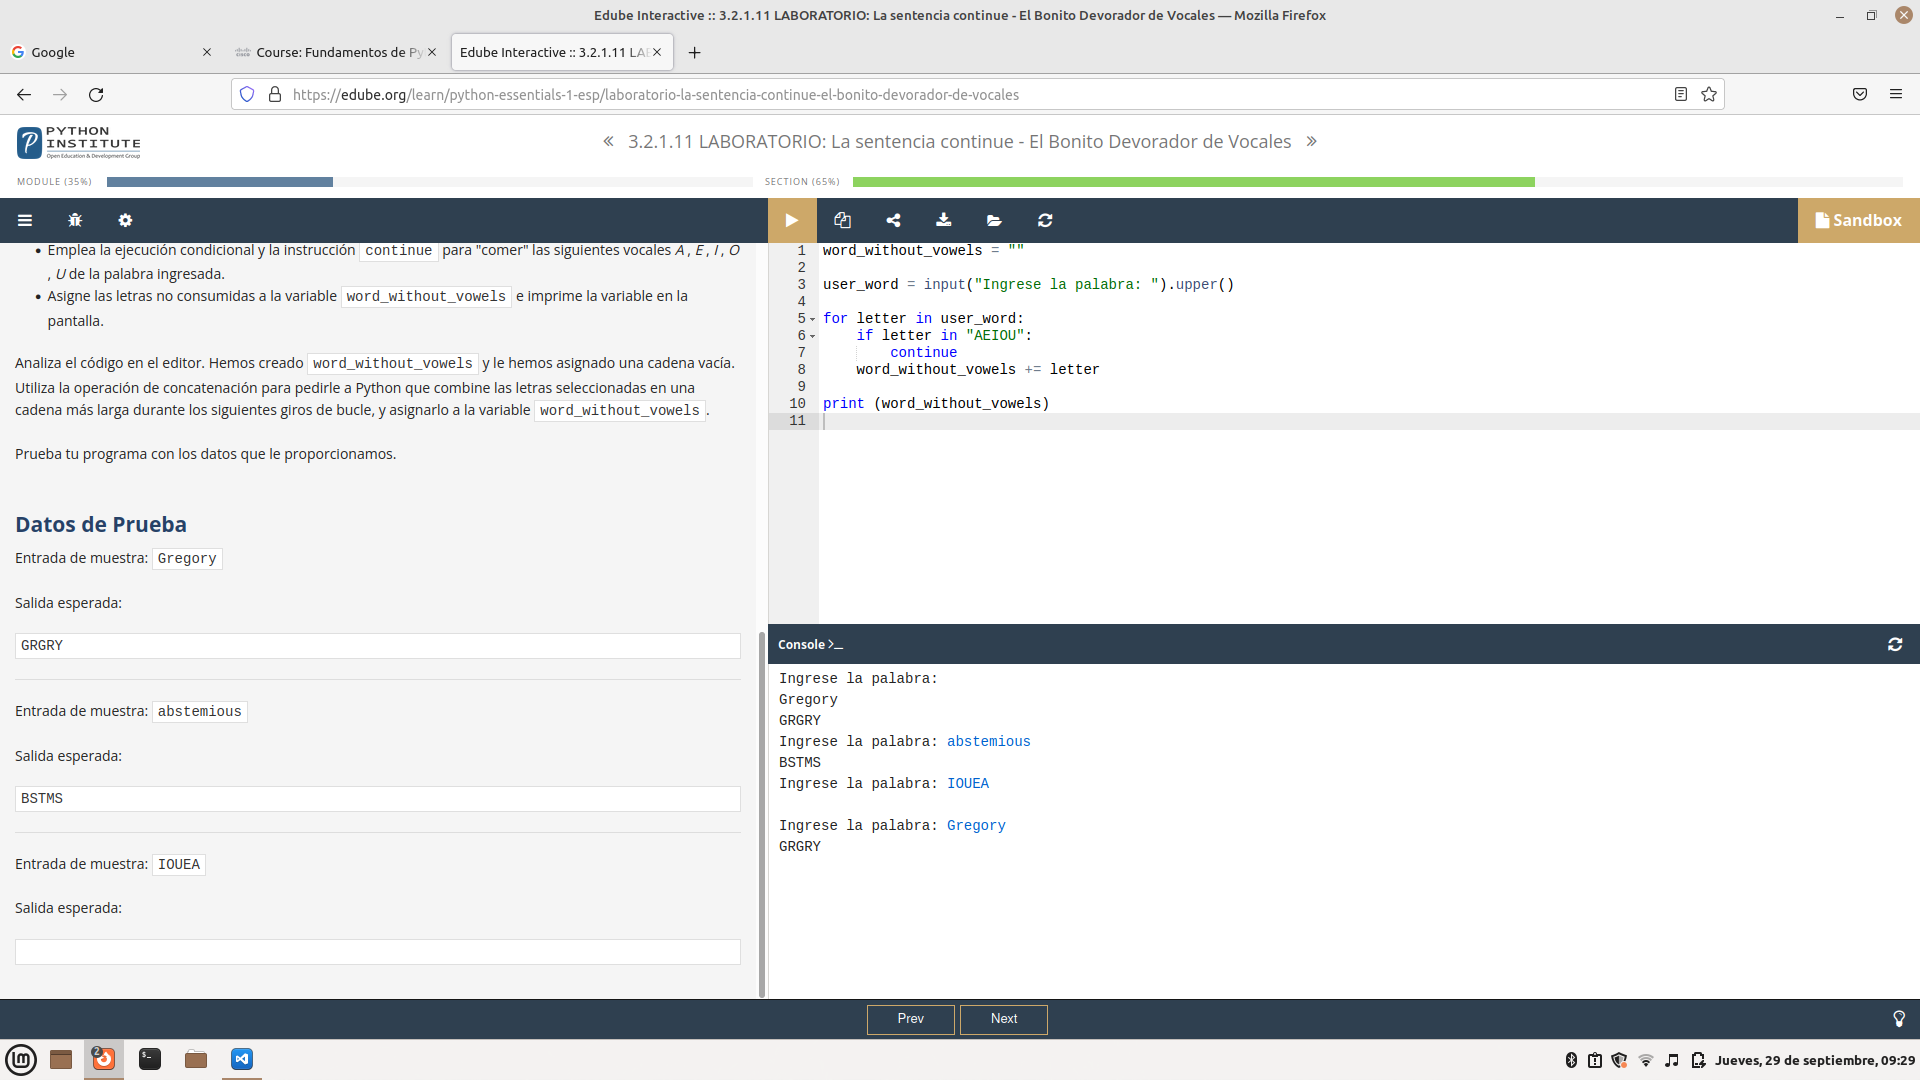 Edube Interactive :: 3.2.1.11 LABORATORIO: La sentencia continue - El Bonito Devorador de Vocales — Mozilla Firefox
Google
Course: Fundamentos de Py
Edube Interactive :: 3.2.1.11 LA
https://edube.org/learn/python-essentials-1-esp/laboratorio-la-sentencia-continue-el-bonito-devorador-de-vocales
PYTHON
INSTITUTE
Open Education & Development Group
« 3.2.1.11 LABORATORIO: La sentencia continue - El Bonito Devorador de Vocales »
MODULE (35%)
SECTION (65%)
Sandbox
• Emplea la ejecución condicional y la instrucción continue para "comer" las siguientes vocales A , E , I , O
, U de la palabra ingresada.
• Asigne las letras no consumidas a la variable word_without_vowels e imprime la variable en la
pantalla.
Analiza el código en el editor. Hemos creado word_without_vowels y le hemos asignado una cadena vacía.
Utiliza la operación de concatenación para pedirle a Python que combine las letras seleccionadas en una
cadena más larga durante los siguientes giros de bucle, y asignarlo a la variable word_without_vowels .
Prueba tu programa con los datos que le proporcionamos.
Datos de Prueba
Entrada de muestra: Gregory
Salida esperada:
GRGRY
Entrada de muestra: abstemious
Salida esperada:
BSTMS
Entrada de muestra: IOUEA
Salida esperada:
1 word_without_vowels = ""
2
3 user_word = input("Ingrese la palabra: ").upper()
4
5 for letter in user_word:
6     if letter in "AEIOU":
7         continue
8     word_without_vowels += letter
9
10 print (word_without_vowels)
11
Console >_
Ingrese la palabra:
Gregory
GRGRY
Ingrese la palabra: abstemious
BSTMS
Ingrese la palabra: IOUEA
Ingrese la palabra: Gregory
GRGRY
Prev
Next
2
Jueves, 29 de septiembre, 09:29